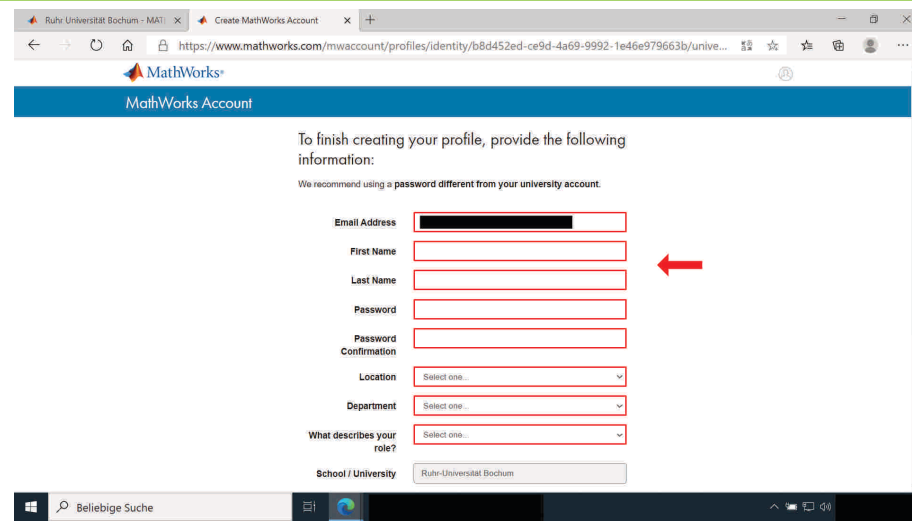 Ruhr Universität Bochum - MATL
Create MathWorks Account
https://www.mathworks.com/mwaccount/profiles/identity/b8d452ed-ce9d-4a69-9992-1e46e979663b/unive...
MathWorks®
MathWorks Account
To finish creating your profile, provide the following
information:
We recommend using a password different from your university account.
Email Address
First Name
Last Name
Password
Password
Confirmation
Location Select one...
Department Select one...
What describes your Select one...
role?
School / University Ruhr-Universität Bochum
Beliebige Suche